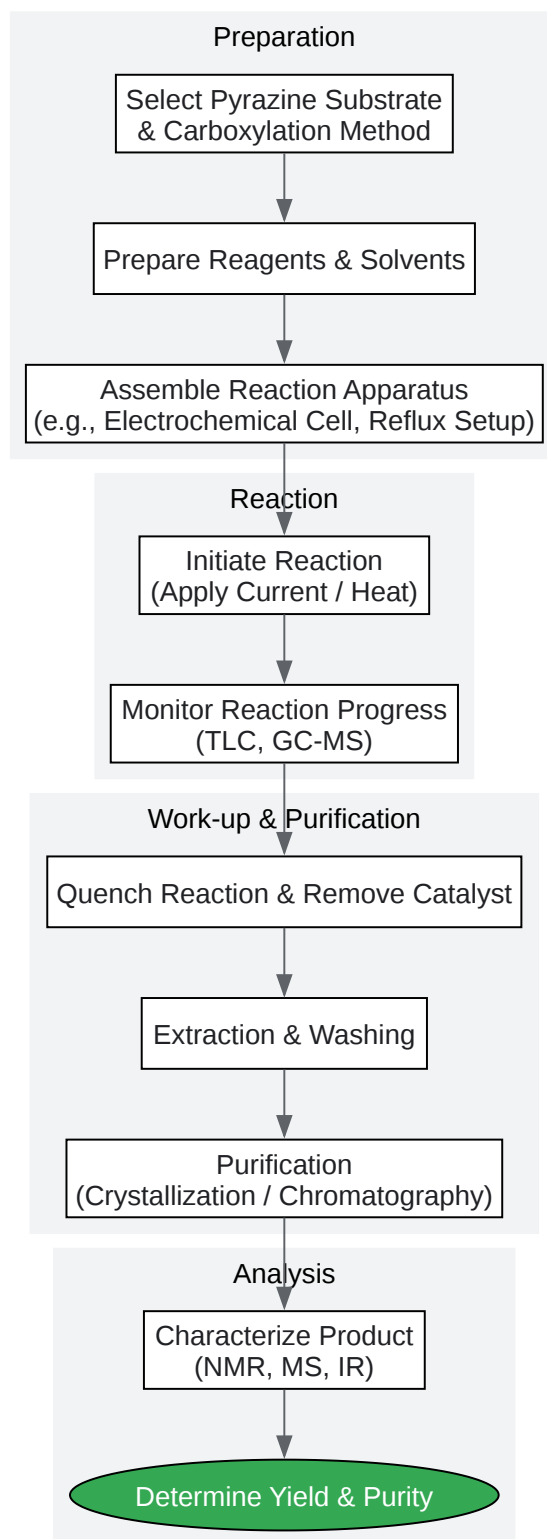 Preparation
Select Pyrazine Substrate
& Carboxylation Method
Prepare Reagents & Solvents
Assemble Reaction Apparatus
(e.g., Electrochemical Cell, Reflux Setup)
Reaction
Initiate Reaction
(Apply Current / Heat)
Monitor Reaction Progress
(TLC, GC-MS)
Work-up & Purification
Quench Reaction & Remove Catalyst
Extraction & Washing
Purification
(Crystallization / Chromatography)
Analysis
Characterize Product
(NMR, MS, IR)
Determine Yield & Purity